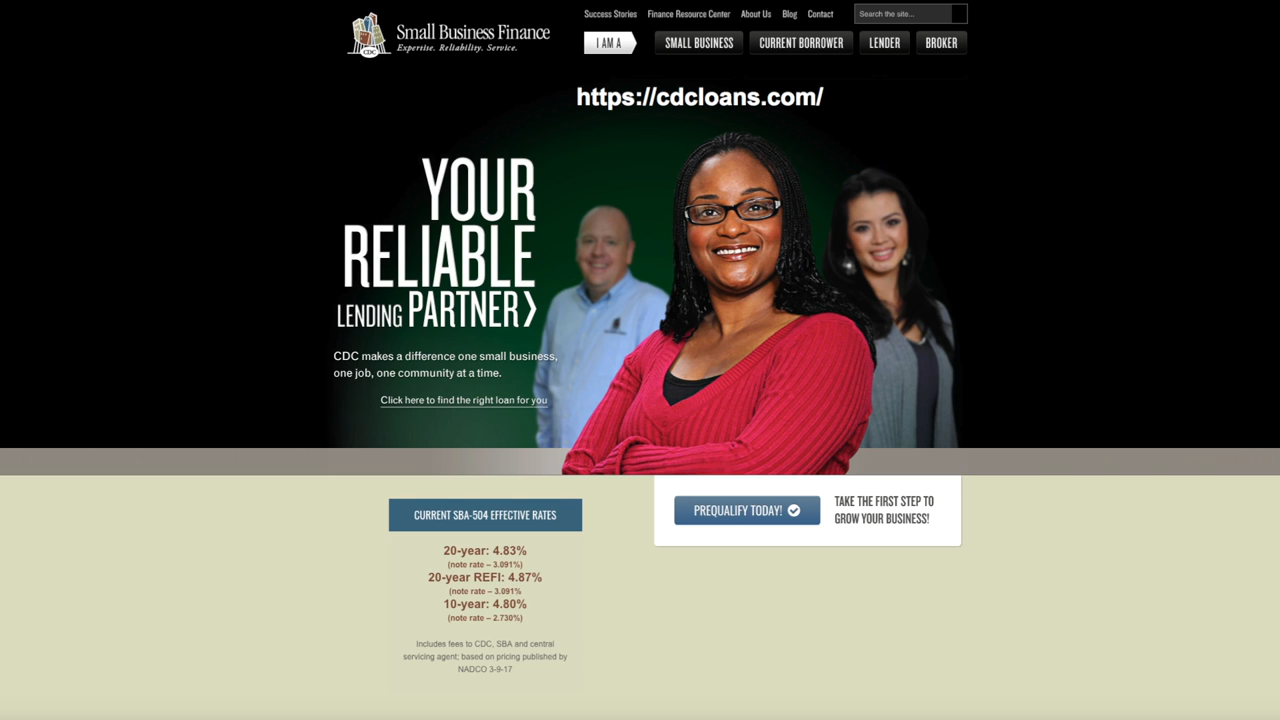 Success Stories Finance Resource Center About Us Blog Contact
Search the site...
CDC
Small Business Finance
Expertise. Reliability. Service.
I AM A
SMALL BUSINESS
CURRENT BORROWER
LENDER
BROKER
https://cdcloans.com/
YOUR
RELIABLE
LENDING PARTNER>
CDC makes a difference one small business,
one job, one community at a time.
Click here to find the right loan for you
CURRENT SBA-504 EFFECTIVE RATES
20-year: 4.83%
(note rate – 3.091%)
20-year REFI: 4.87%
(note rate – 3.091%
10-year: 4.80%
(note rate – 2.730%)
Includes fees to CDC, SBA and central
servicing agent; based on pricing published by
NADCO 3-9-17
PREQUALIFY TODAY!
TAKE THE FIRST STEP TO
GROW YOUR BUSINESS!